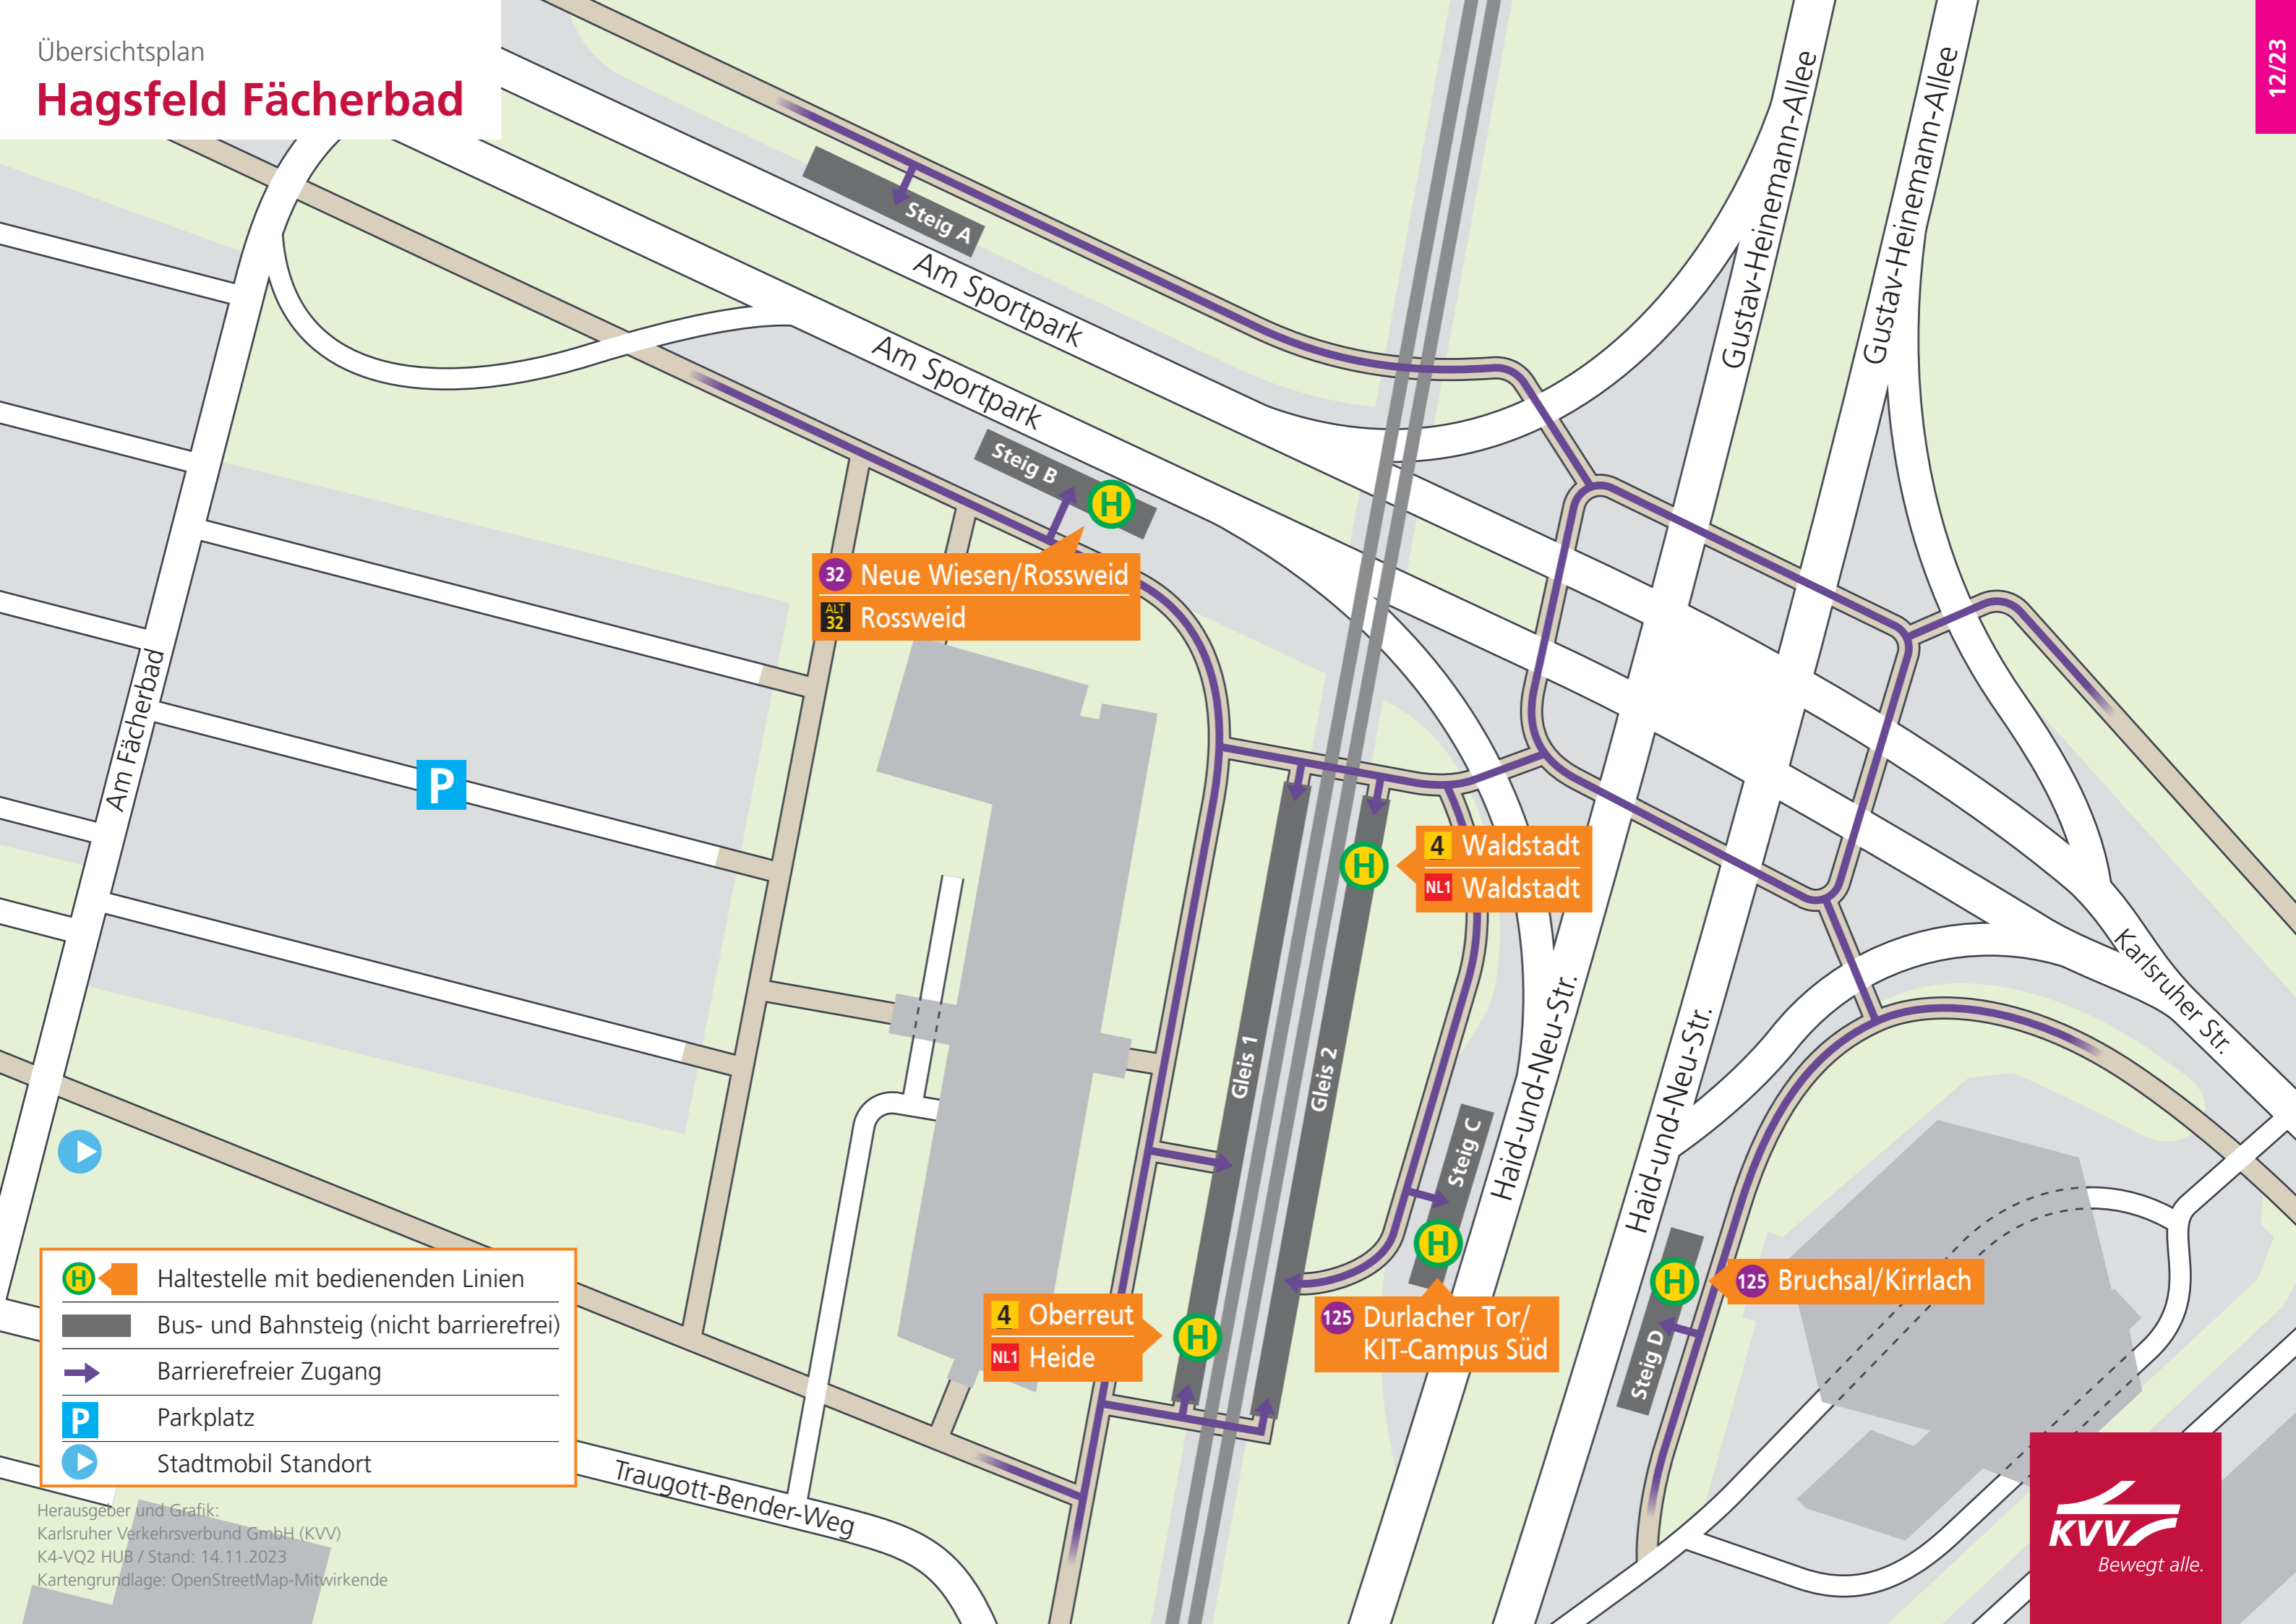 Übersichtsplan
Hagsfeld Fächerbad
12/23
Gustav-Heinemann-Allee
Gustav-Heinemann-Allee
Steig A
Am Sportpark
Am Sportpark
Steig B
H
32 Neue Wiesen/Rossweid
ALT
32 Rossweid
Am Fächerbad
P
H
4 Waldstadt
NL1 Waldstadt
Gleis 1
Gleis 2
Steig C
H
Haid-und-Neu-Str.
Haid-und-Neu-Str.
Karlsruher Str.
4 Oberreut
NL1 Heide
H
125 Durlacher Tor/
KIT-Campus Süd
H
125 Bruchsal/Kirrlach
Steig D
Traugott-Bender-Weg
H Haltestelle mit bedienenden Linien
Bus- und Bahnsteig (nicht barrierefrei)
Barrierefreier Zugang
P Parkplatz
Stadtmobil Standort
Herausgeber und Grafik:
Karlsruher Verkehrsverbund GmbH (KVV)
K4-VQ2 HUB / Stand: 14.11.2023
Kartengrundlage: OpenStreetMap-Mitwirkende
KVV
Bewegt alle.